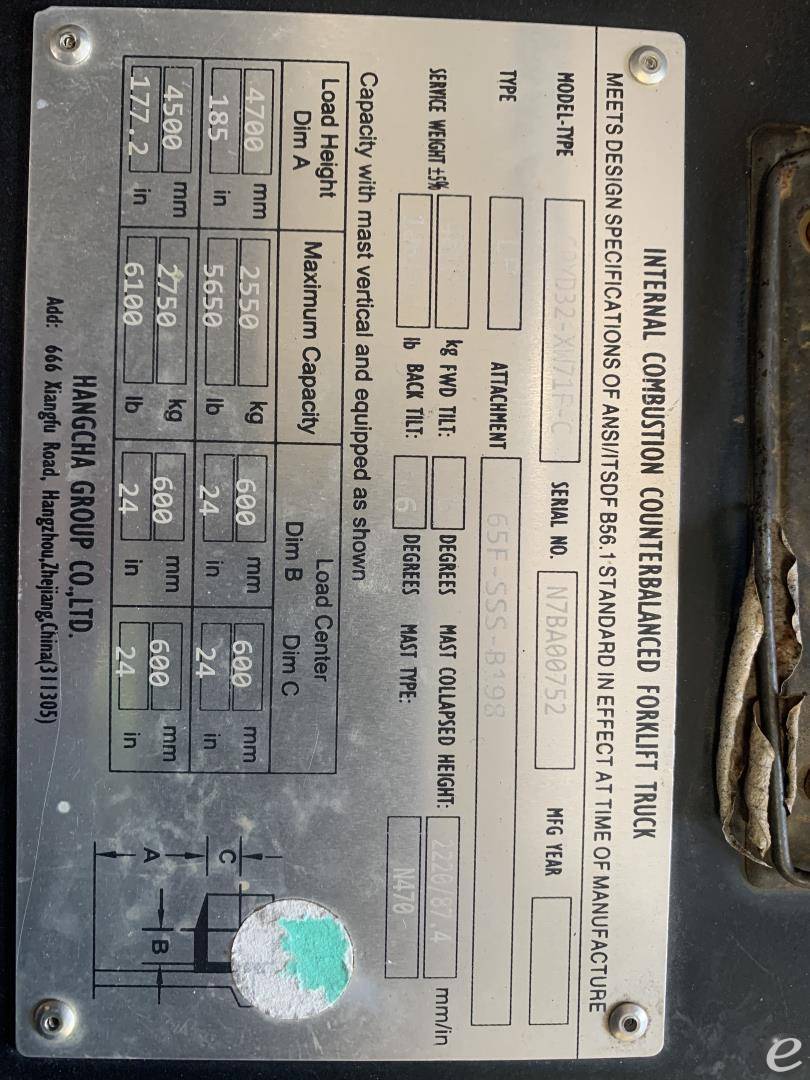 INTERNAL COMBUSTION COUNTERBALANCED FORKLIFT TRUCK
MEETS DESIGN SPECIFICATIONS OF ANSI/ITSDF B56.1 STANDARD IN EFFECT AT TIME OF MANUFACTURE
MODEL-TYPE CPYD32-XW71F-C SERIAL NO. N7BA00752 MFG YEAR
TYPE LP ATTACHMENT 65F-SSS-B198
SERVICE WEIGHT ±5% kg FWD TILT: DEGREES MAST COLLAPSED HEIGHT: 2220/87.4 mm/in
lb BACK TILT: 6 DEGREES MAST TYPE: N470
Capacity with mast vertical and equipped as shown
Load Height Maximum Capacity Load Center
Dim A Dim B Dim C
4700 mm 2550 kg 600 mm 600 mm
185 in 5650 lb 24 in 24 in
4500 mm 2750 kg 600 mm 600 mm
177.2 in 6100 lb 24 in 24 in
C
A B
HANGCHA GROUP CO.,LTD.
Add: 666 Xiangfu Road, Hangzhou,Zhejiang,China(311305)
e